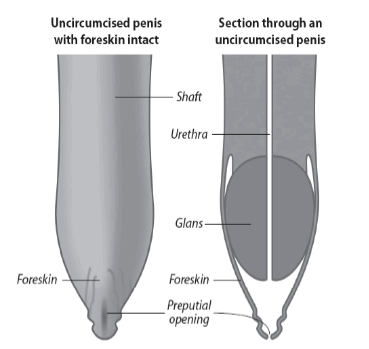 Uncircumcised penis
with foreskin intact
Section through an
uncircumcised penis
Shaft
Urethra
Glans
Foreskin
Foreskin
Preputial
opening